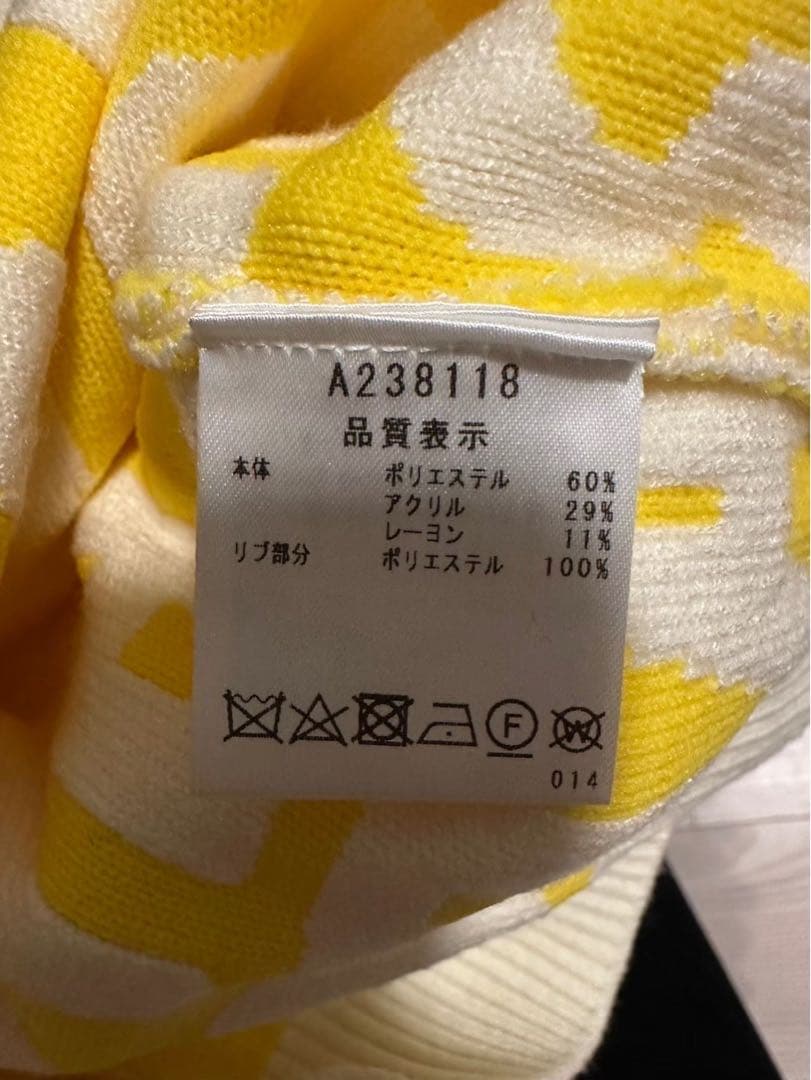 A238118
品質表示
本体 ポリエステル 60%
アクリル 29%
レーヨン 11%
リブ部分 ポリエステル 100%
F W
014